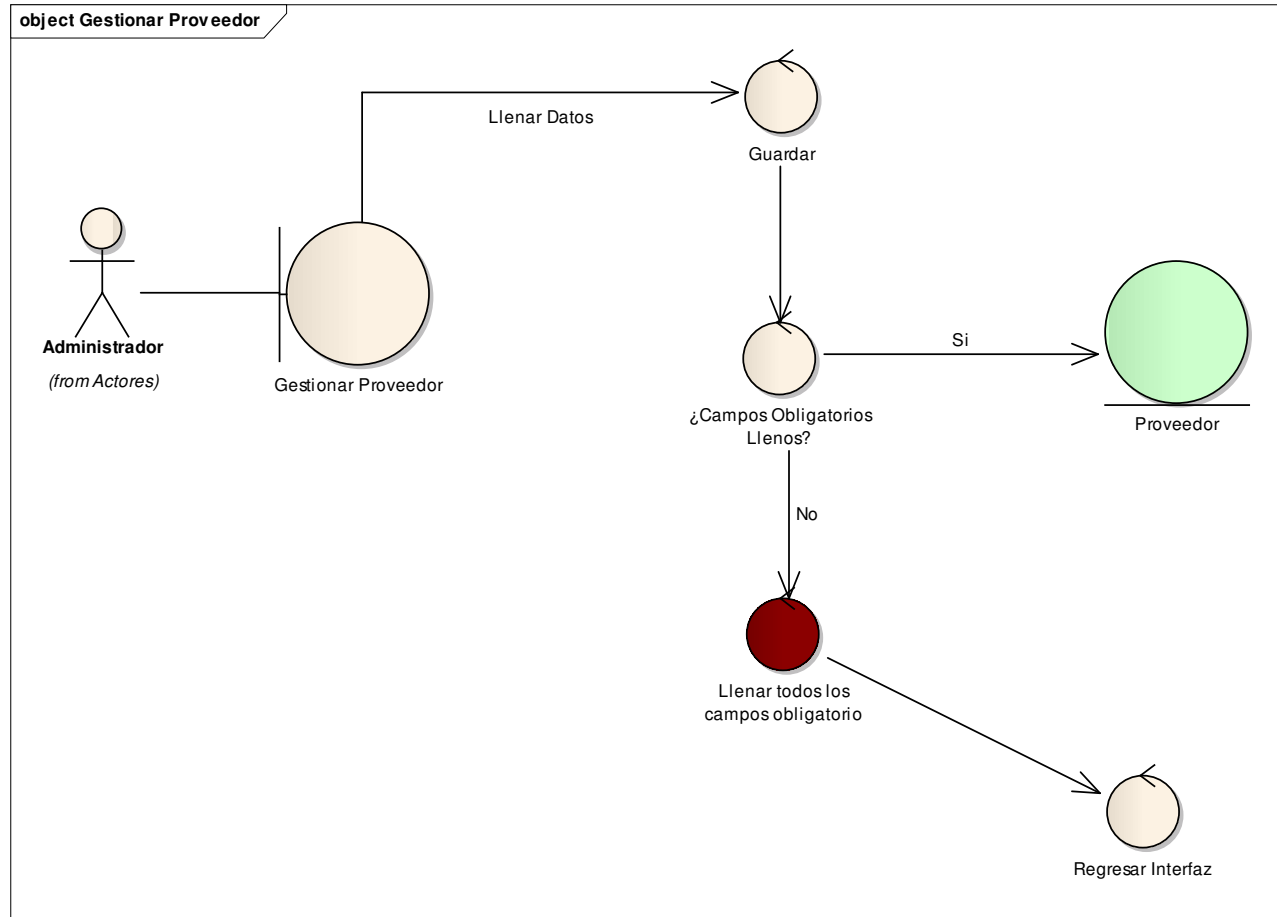 object Gestionar Proveedor
Llenar Datos
Guardar
Administrador
(from Actores)
Gestionar Proveedor
¿Campos Obligatorios
Llenos?
Si
Proveedor
No
Llenar todos los
campos obligatorio
Regresar Interfaz